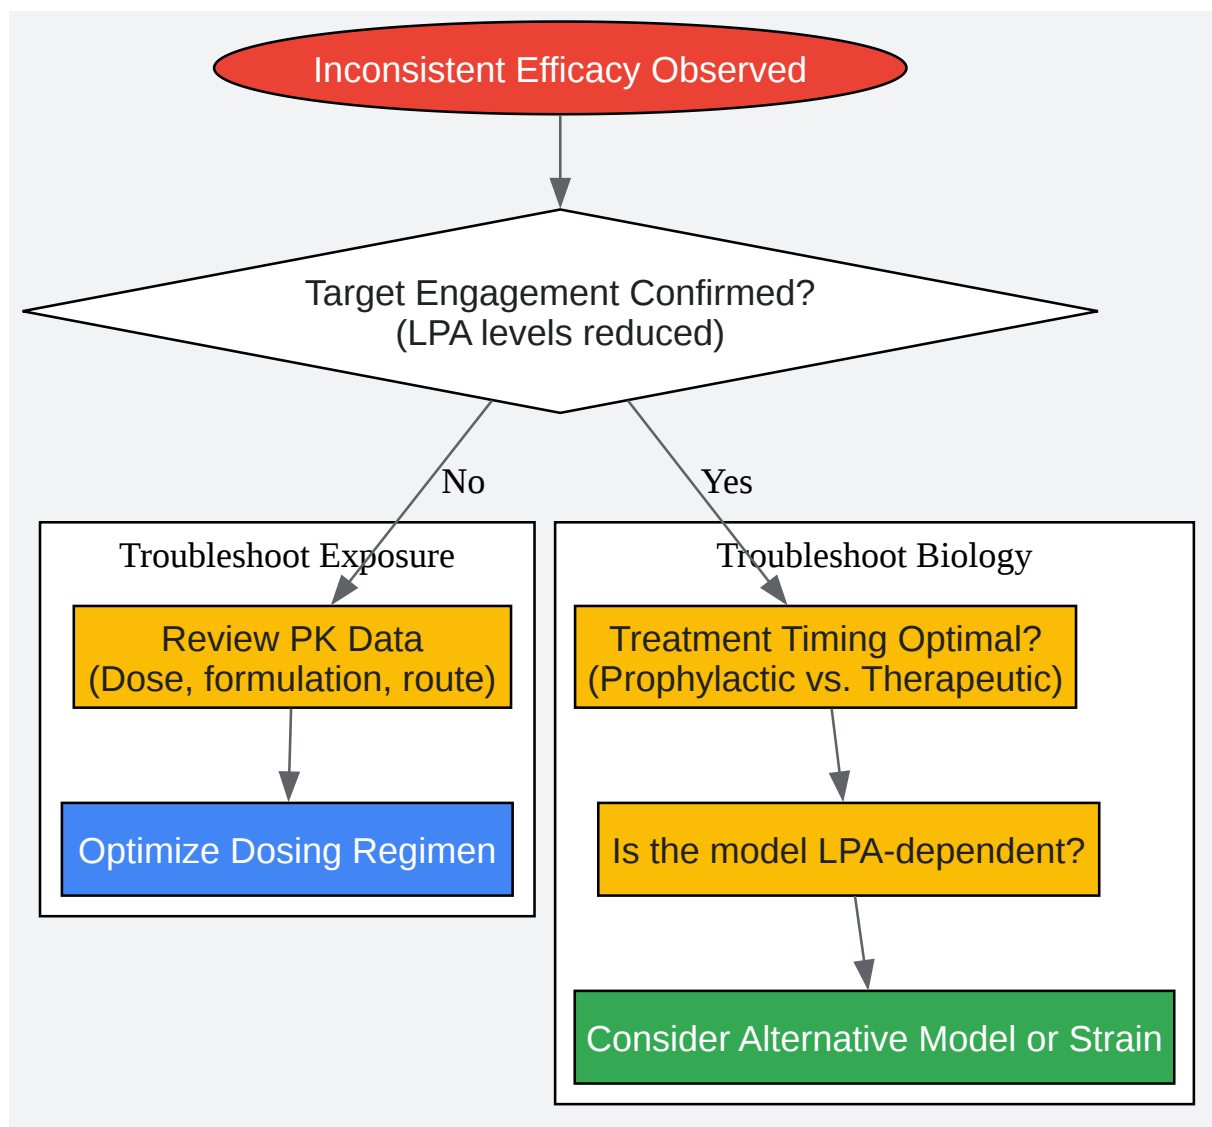 Inconsistent Efficacy Observed
Target Engagement Confirmed?
(LPA levels reduced)
No
Yes
Troubleshoot Exposure
Review PK Data
(Dose, formulation, route)
Optimize Dosing Regimen
Troubleshoot Biology
Treatment Timing Optimal?
(Prophylactic vs. Therapeutic)
Is the model LPA-dependent?
Consider Alternative Model or Strain